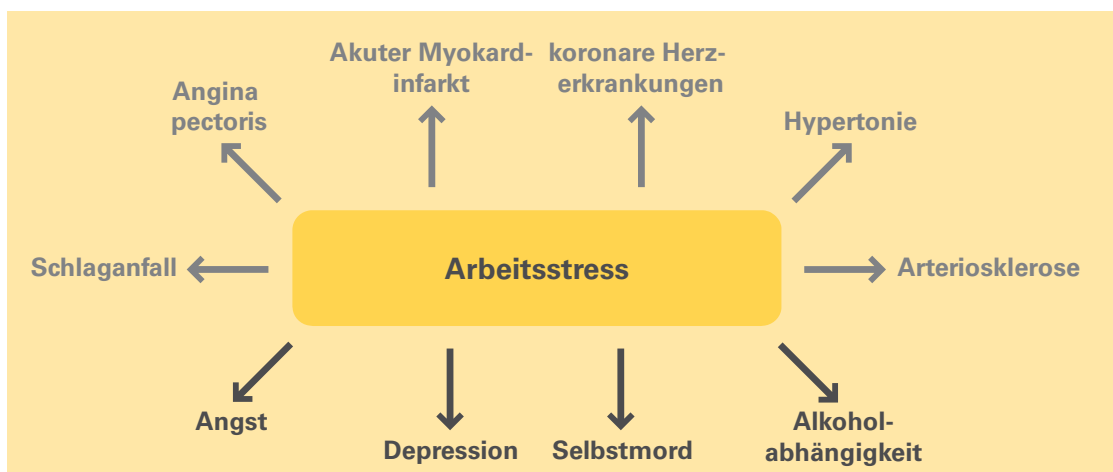 Akuter Myokard-
infarkt
koronare Herz-
erkrankungen
Angina
pectoris
Hypertonie
Schlaganfall
Arbeitsstress
Arteriosklerose
Angst
Depression
Selbstmord
Alkohol-
abhängigkeit